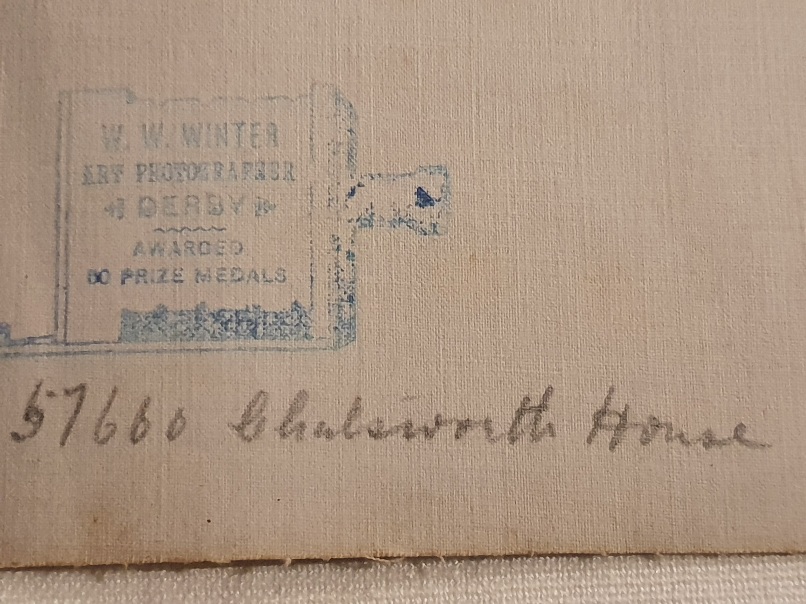 W. W. WINTER
ART PHOTOGRAPHER
DERBY
AWARDED
60 PRIZE MEDALS
57660 Chatsworth House